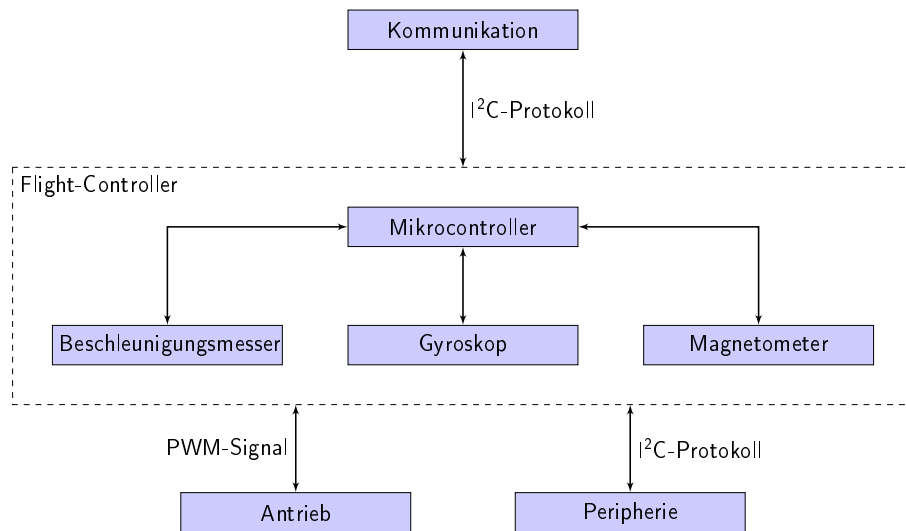 Kommunikation
I²C-Protokoll
Flight-Controller
Mikrocontroller
Beschleunigungsmesser
Gyroskop
Magnetometer
PWM-Signal
I²C-Protokoll
Antrieb
Peripherie